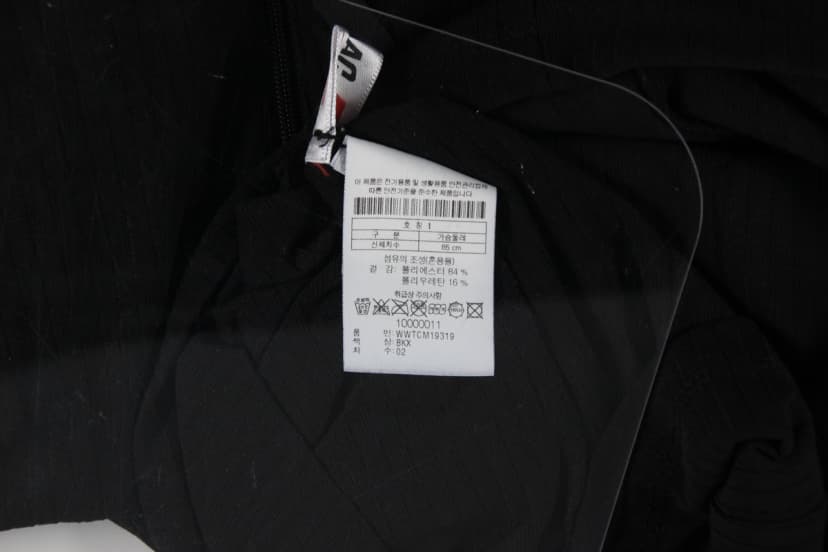 이 제품은 전기용품 및 생활용품 안전관리법에
따른 안전기준을 준수한 제품입니다
호 칭 1
구 분 가슴둘레
신체치수 85 cm
섬유의 조성(혼용율)
겉 감: 폴리에스터 84 %
폴리우레탄 16 %
취급상 주의사항
10000011
품 번: WWTCM19319
색 상: BKX
치 수: 02